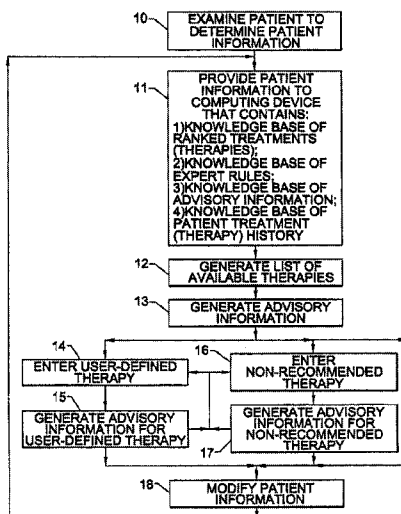 10
EXAMINE PATIENT TO
DETERMINE PATIENT
INFORMATION
11
PROVIDE PATIENT
INFORMATION TO
COMPUTING DEVICE
THAT CONTAINS:
1)KNOWLEDGE BASE OF
RANKED TREATMENTS
(THERAPIES);
2)KNOWLEDGE BASE OF
EXPERT RULES;
3)KNOWLEDGE BASE OF
ADVISORY INFORMATION;
4)KNOWLEDGE BASE OF
PATIENT TREATMENT
(THERAPY) HISTORY
12
GENERATE LIST OF
AVAILABLE THERAPIES
13
GENERATE ADVISORY
INFORMATION
14
ENTER USER-DEFINED
THERAPY
16
ENTER
NON-RECOMMENDED
THERAPY
15
GENERATE ADVISORY
INFORMATION FOR
USER-DEFINED THERAPY
GENERATE ADVISORY
INFORMATION FOR
NON-RECOMMENDED
THERAPY
17
18
MODIFY PATIENT
INFORMATION